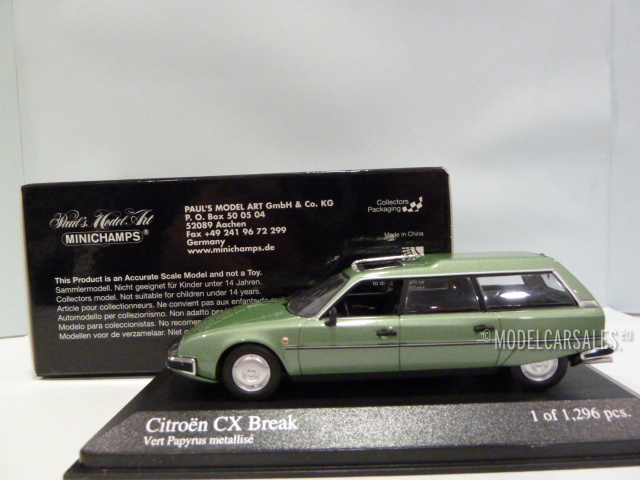 Paul's Model Art
MINICHAMPS®
PAUL'S MODEL ART GmbH & Co. KG
P. O. Box 50 05 04
52089 Aachen
Fax +49 241 96 72 299
Germany
www.minichamps.de
Collectors
Packaging
Made in China
This Product is an Accurate Scale Model and not a Toy.
Sammlermodell. Nicht geeignet für Kinder unter 14 Jahren.
Collectors model. Not suitable for children under 14 years.
Article pour collectionneurs. Ne convient pas aux enfants
Automodello per collezionismo. Non adatto
Modelo para coleccionistas. No
Modellen voor de verzamelaar. Niet
MODELCARSALES.eu
Citroën CX Break
Vert Papyrus metallisé
1 of 1,296 pcs.